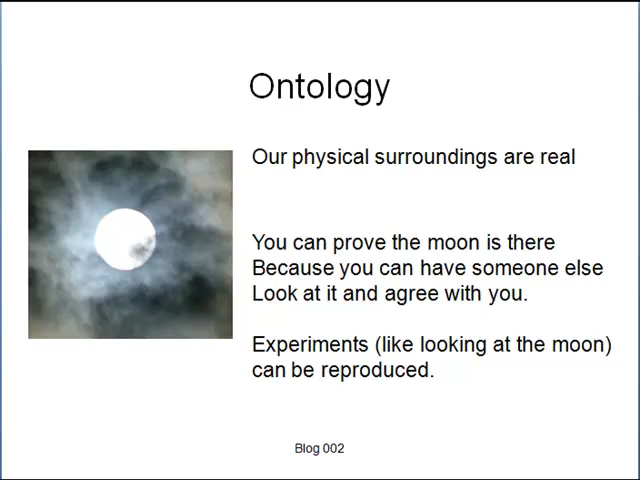 Ontology
Our physical surroundings are real
You can prove the moon is there
Because you can have someone else
Look at it and agree with you.
Experiments (like looking at the moon)
can be reproduced.
Blog 002